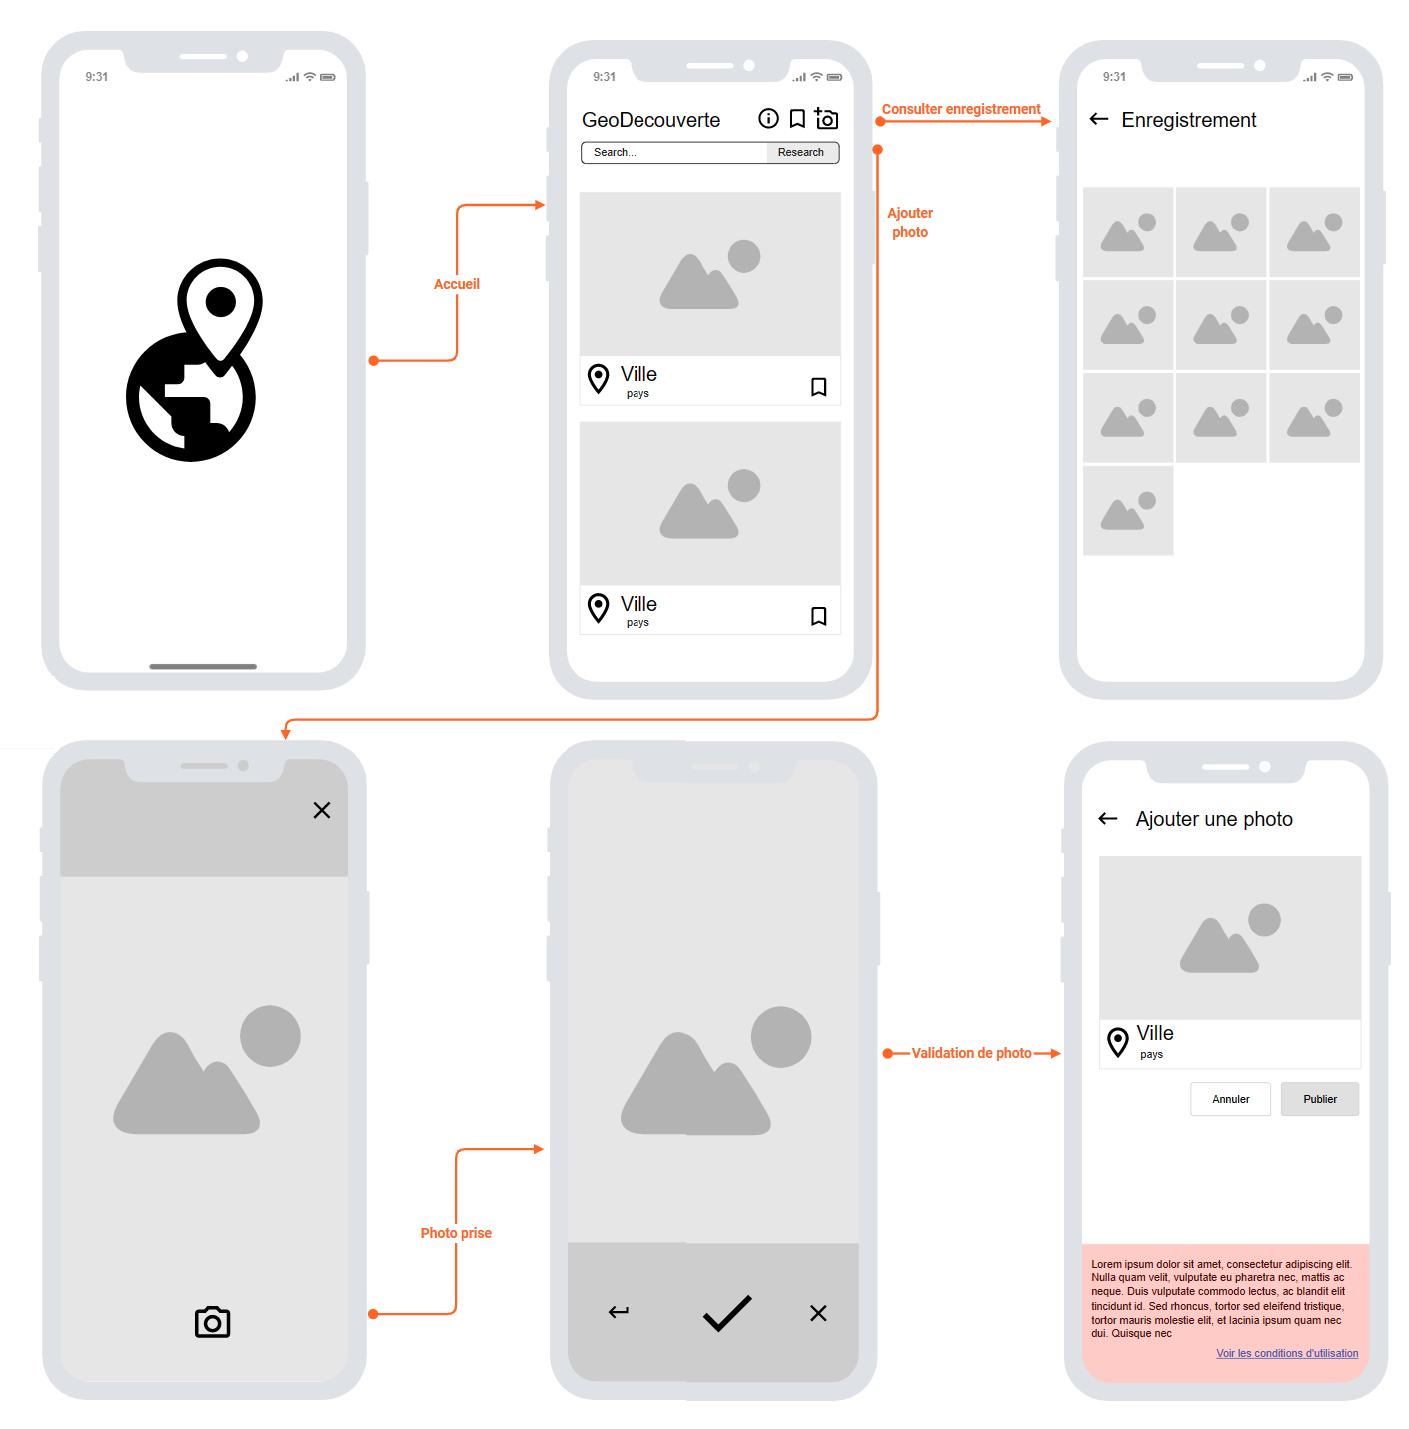 9:31
Accueil
9:31
GeoDecouverte
Search...
Research
Ville
pays
Ville
pays
Consulter enregistrement
Ajouter
photo
9:31
Enregistrement
Photo prise
Validation de photo
Ajouter une photo
Ville
pays
Annuler
Publier
Lorem ipsum dolor sit amet, consectetur adipiscing elit.
Nulla quam velit, vulputate eu pharetra nec, mattis ac
neque. Duis vulputate commodo lectus, ac blandit elit
tincidunt id. Sed rhoncus, tortor sed eleifend tristique,
tortor mauris molestie elit, et lacinia ipsum quam nec
dui. Quisque nec
Voir les conditions d'utilisation